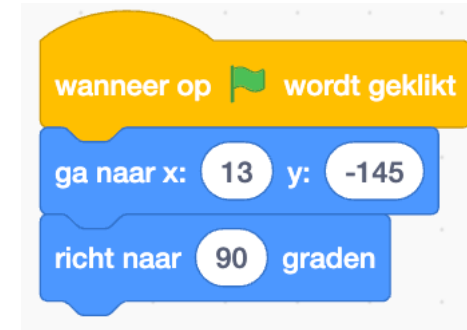 wanneer op wordt geklikt
ga naar x: 13 y: -145
richt naar 90 graden